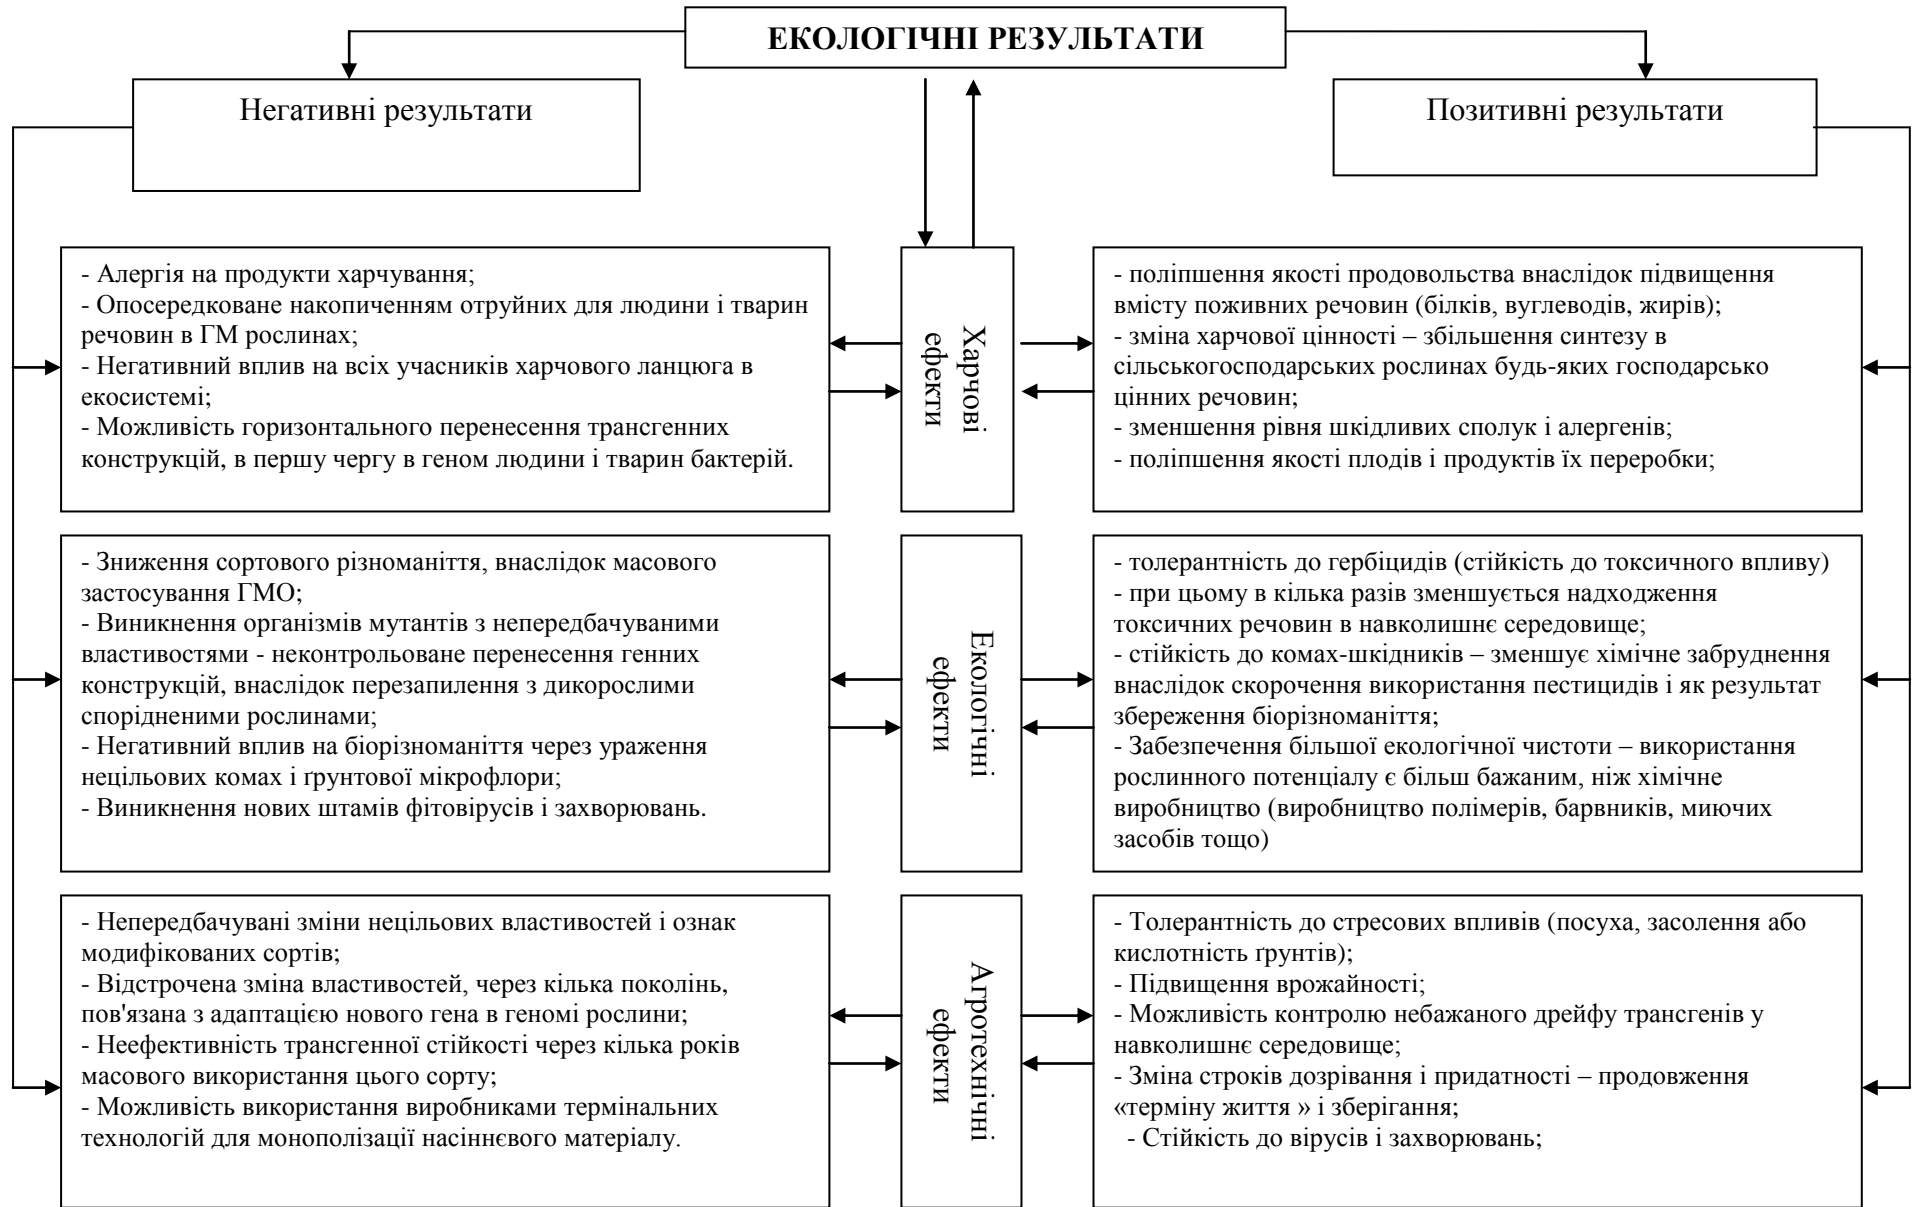 ЕКОЛОГІЧНІ РЕЗУЛЬТАТИ
Негативні результати
Позитивні результати
- Алергія на продукти харчування;
- Опосередковане накопиченням отруйних для людини і тварин
речовин в ГМ рослинах;
- Негативний вплив на всіх учасників харчового ланцюга в
екосистемі;
- Можливість горизонтального перенесення трансгенних
конструкцій, в першу чергу в геном людини і тварин бактерій.
Харчові
ефекти
- поліпшення якості продовольства внаслідок підвищення
вмісту поживних речовин (білків, вуглеводів, жирів);
- зміна харчової цінності – збільшення синтезу в
сільськогосподарських рослинах будь-яких господарсько
цінних речовин;
- зменшення рівня шкідливих сполук і алергенів;
- поліпшення якості плодів і продуктів їх переробки;
- Зниження сортового різноманіття, внаслідок масового
застосування ГМО;
- Виникнення організмів мутантів з непередбачуваними
властивостями - неконтрольоване перенесення генних
конструкцій, внаслідок перезапилення з дикорослими
спорідненими рослинами;
- Негативний вплив на біорізноманіття через ураження
нецільових комах і ґрунтової мікрофлори;
- Виникнення нових штамів фітовірусів і захворювань.
Екологічні
ефекти
- толерантність до гербіцидів (стійкість до токсичного впливу)
- при цьому в кілька разів зменшується надходження
токсичних речовин в навколишнє середовище;
- стійкість до комах-шкідників – зменшує хімічне забруднення
внаслідок скорочення використання пестицидів і як результат
збереження біорізноманіття;
- Забезпечення більшої екологічної чистоти – використання
рослинного потенціалу є більш бажаним, ніж хімічне
виробництво (виробництво полімерів, барвників, миючих
засобів тощо)
- Непередбачувані зміни нецільових властивостей і ознак
модифікованих сортів;
- Відстрочена зміна властивостей, через кілька поколінь,
пов'язана з адаптацією нового гена в геномі рослини;
- Неефективність трансгенної стійкості через кілька років
масового використання цього сорту;
- Можливість використання виробниками термінальних
технологій для монополізації насіннєвого матеріалу.
Агротехнічні
ефекти
- Толерантність до стресових впливів (посуха, засолення або
кислотність ґрунтів);
- Підвищення врожайності;
- Можливість контролю небажаного дрейфу трансгенів у
навколишнє середовище;
- Зміна строків дозрівання і придатності – продовження
«терміну життя » і зберігання;
- Стійкість до вірусів і захворювань;